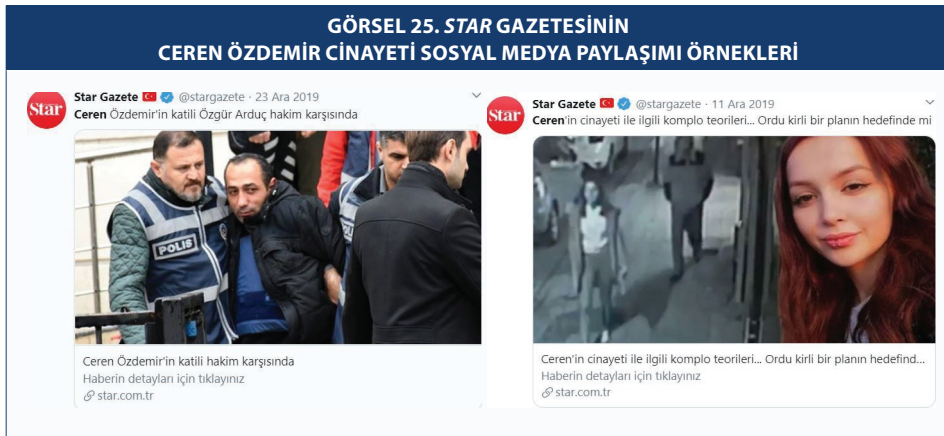 GÖRSEL 25. STAR GAZETESİNİN
CEREN ÖZDEMİR CİNAYETİ SOSYAL MEDYA PAYLAŞIMI ÖRNEKLERİ
Star
Star Gazete @stargazete · 23 Ara 2019
Ceren Özdemir'in katili Özgür Arduç hakim karşısında
POLIS
Ceren Özdemir'in katili hakim karşısında
Haberin detayları için tıklayınız
star.com.tr
Star
Star Gazete @stargazete · 11 Ara 2019
Ceren'in cinayeti ile ilgili komplo teorileri... Ordu kirli bir planın hedefinde mi
Ceren'in cinayeti ile ilgili komplo teorileri... Ordu kirli bir planın hedefind...
Haberin detayları için tıklayınız
star.com.tr